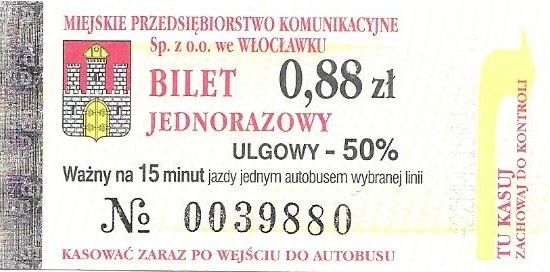 MIEJSKIE PRZEDSIĘBIORSTWO KOMUNIKACYJNE
Sp. z o.o. we WŁOCŁAWKU
BILET 0,88 zł
JEDNORAZOWY
ULGOWY - 50%
Ważny na 15 minut jazdy jednym autobusem wybranej linii
№ 0039880
KASOWAĆ ZARAZ PO WEJŚCIU DO AUTOBUSU
TU KASUJ
ZACHOWAJ DO KONTROLI